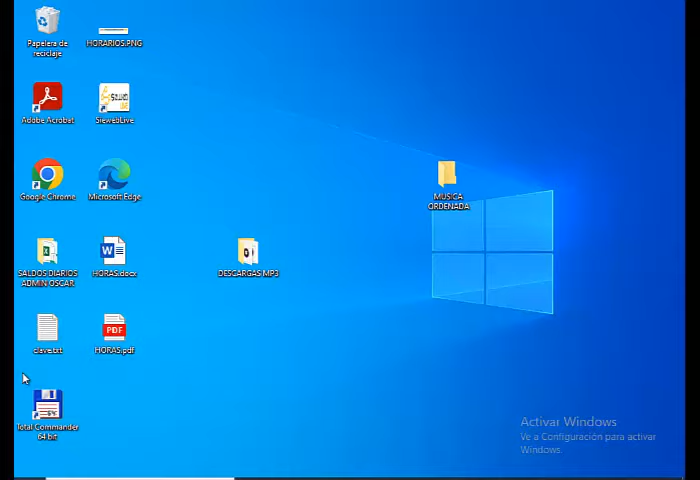 Papelera de
reciclaje
HORARIOS.PNG
Adobe Acrobat
SiewebLive
Google Chrome
Microsoft Edge
MUSICA
ORDENADA
SALDOS DIARIOS
ADMIN OSCAR
HORAS.docx
DESCARGAS MP3
clave.txt
PDF
HORAS.pdf
Total Commander
64 bit
Activar Windows
Ve a Configuración para activar
Windows.